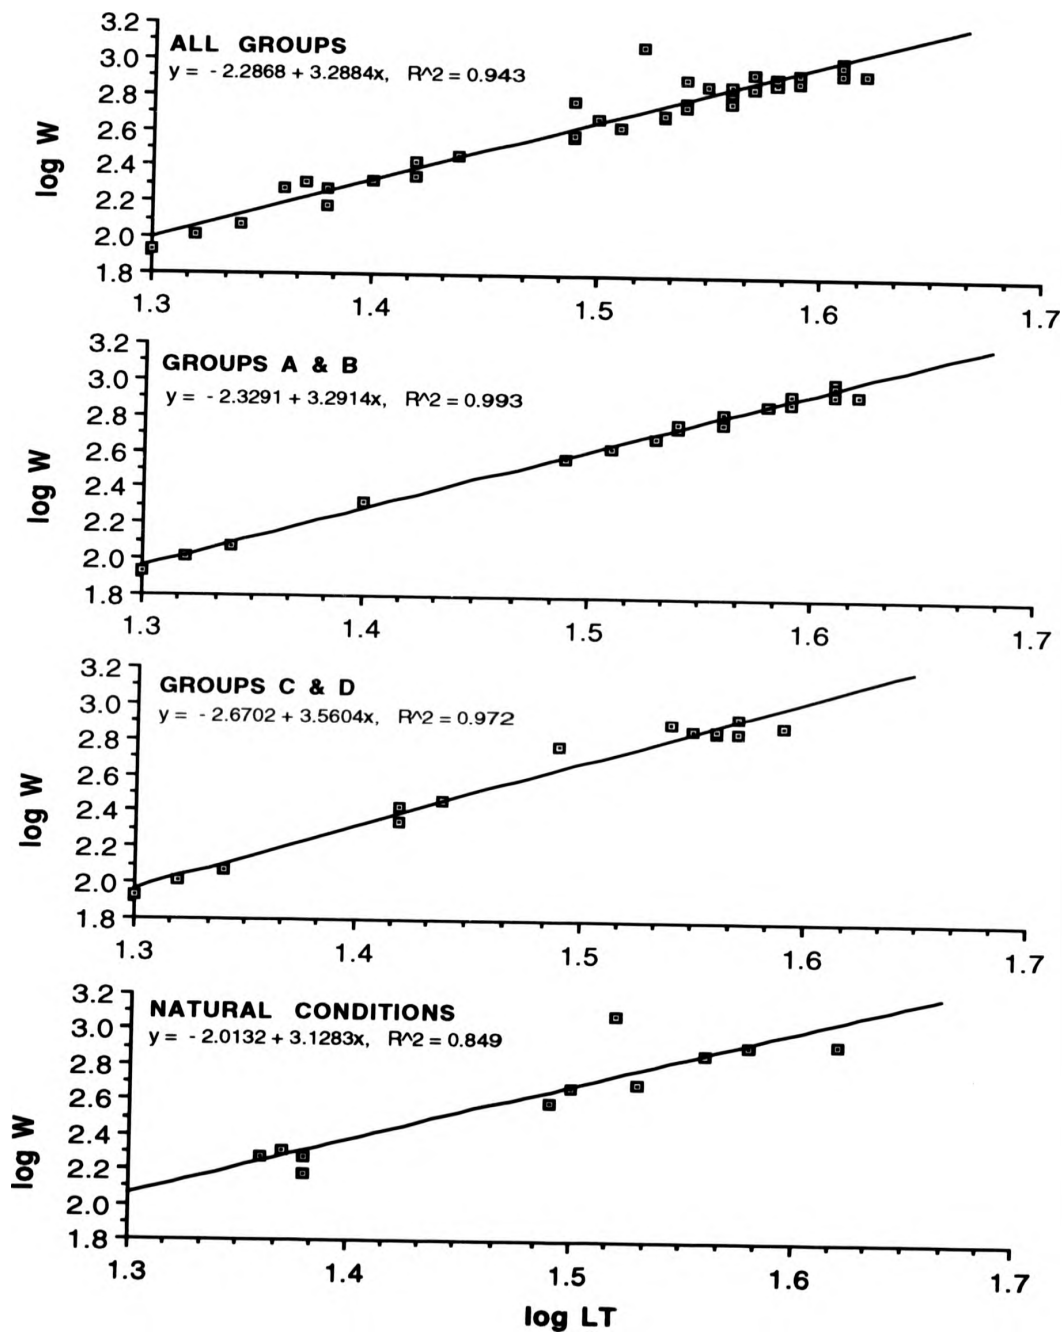 3.2
ALL GROUPS
y = - 2.2868 + 3.2884x, R^2 = 0.943
3.0
2.8
2.6
log W
2.4
2.2
2.0
1.8
1.3 1.4 1.5 1.6 1.7
3.2
GROUPS A & B
y = - 2.3291 + 3.2914x, R^2 = 0.993
3.0
2.8
2.6
log W
2.4
2.2
2.0
1.8
1.3 1.4 1.5 1.6 1.7
3.2
GROUPS C & D
y = - 2.6702 + 3.5604x, R^2 = 0.972
3.0
2.8
2.6
log W
2.4
2.2
2.0
1.8
1.3 1.4 1.5 1.6 1.7
3.2
NATURAL CONDITIONS
y = - 2.0132 + 3.1283x, R^2 = 0.849
3.0
2.8
2.6
log W
2.4
2.2
2.0
1.8
1.3 1.4 1.5 1.6 1.7
log LT